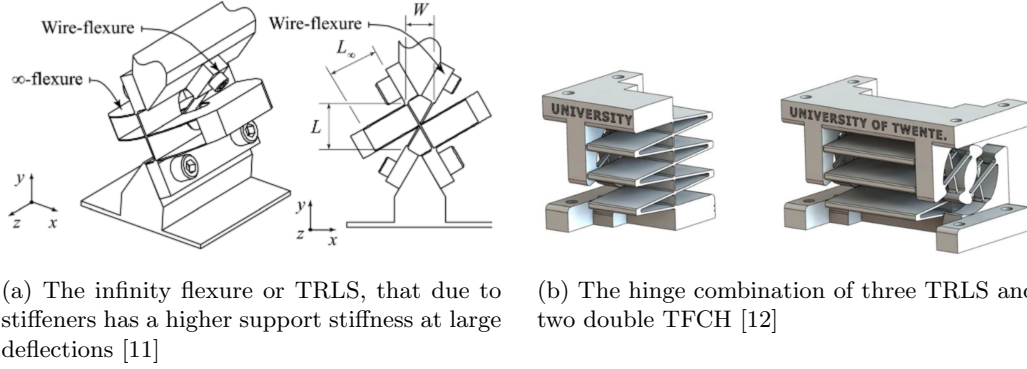 Wire-flexure
∞-flexure
y
z
x
W
Wire-flexure
L∞
L
y
z
x
UNIVERSITY
UNIVERSITY OF TWENTE.
(a) The infinity flexure or TRLS, that due to
stiffeners has a higher support stiffness at large
deflections [11]
(b) The hinge combination of three TRLS and
two double TFCH [12]